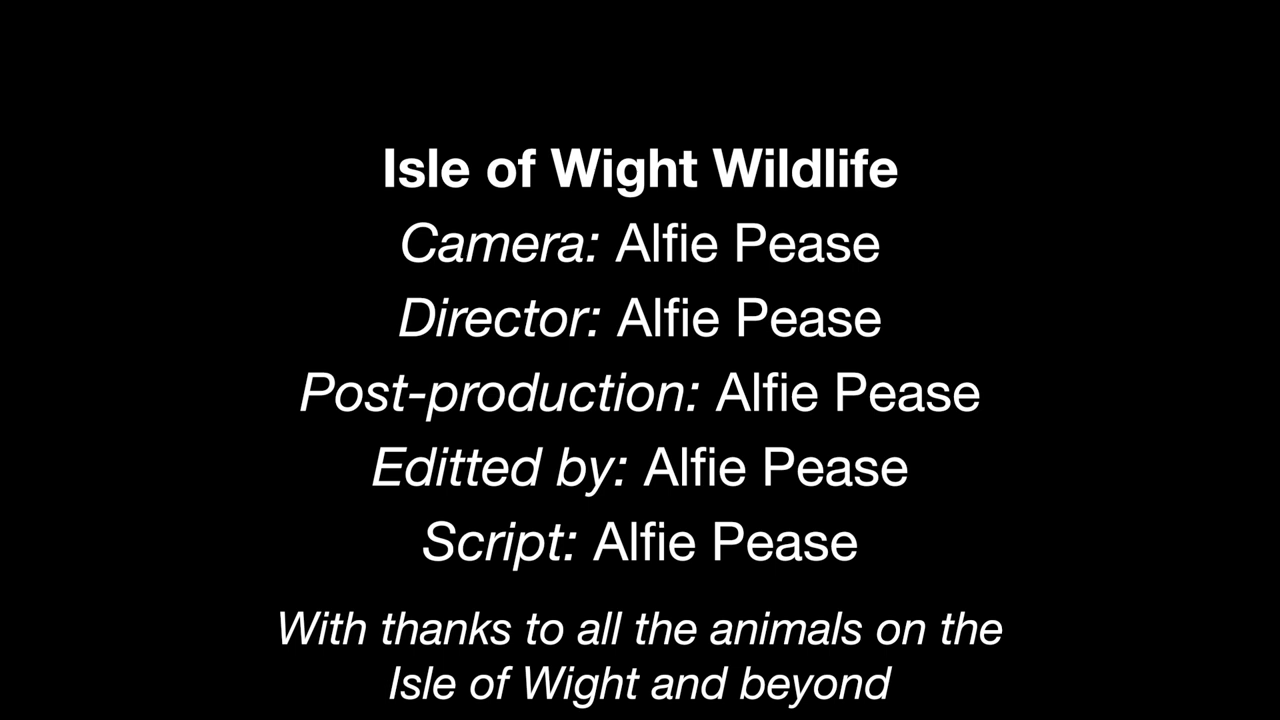 Isle of Wight Wildlife
Camera: Alfie Pease
Director: Alfie Pease
Post-production: Alfie Pease
Editted by: Alfie Pease
Script: Alfie Pease
With thanks to all the animals on the
Isle of Wight and beyond